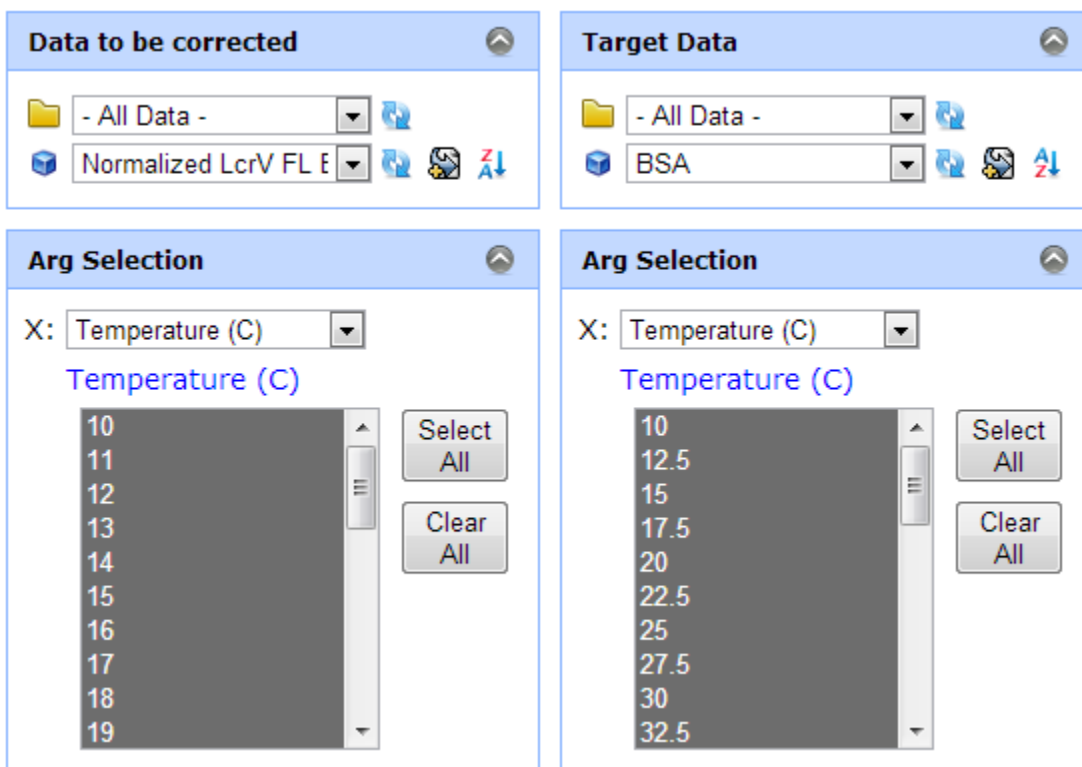 Data to be corrected
- All Data -
Normalized LcrV FL E
Z
A
Arg Selection
X: Temperature (C)
Temperature (C)
10
11
12
13
14
15
16
17
18
19
Select
All
Clear
All
Target Data
- All Data -
BSA
A
Z
Arg Selection
X: Temperature (C)
Temperature (C)
10
12.5
15
17.5
20
22.5
25
27.5
30
32.5
Select
All
Clear
All